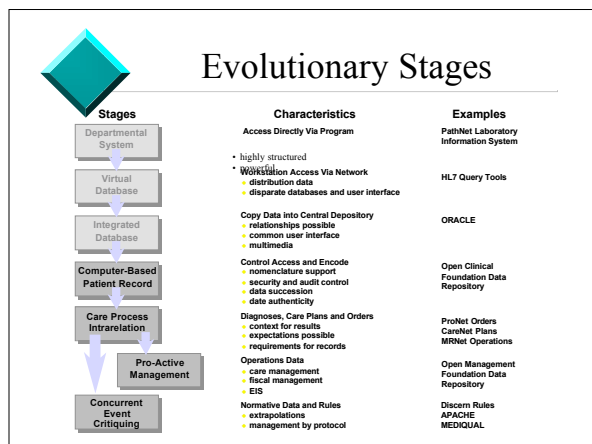 Evolutionary Stages
Stages
Characteristics
Examples
Departmental
System
Access Directly Via Program
• highly structured
• powerful
PathNet Laboratory
Information System
Virtual
Database
Workstation Access Via Network
distribution data
disparate databases and user interface
HL7 Query Tools
Integrated
Database
Copy Data into Central Depository
relationships possible
common user interface
multimedia
ORACLE
Computer-Based
Patient Record
Control Access and Encode
nomenclature support
security and audit control
data succession
date authenticity
Open Clinical
Foundation Data
Repository
Care Process
Intrarelation
Diagnoses, Care Plans and Orders
context for results
expectations possible
requirements for records
ProNet Orders
CareNet Plans
MRNet Operations
Pro-Active
Management
Operations Data
care management
fiscal management
EIS
Open Management
Foundation Data
Repository
Concurrent
Event
Critiquing
Normative Data and Rules
extrapolations
management by protocol
Discern Rules
APACHE
MEDIQUAL